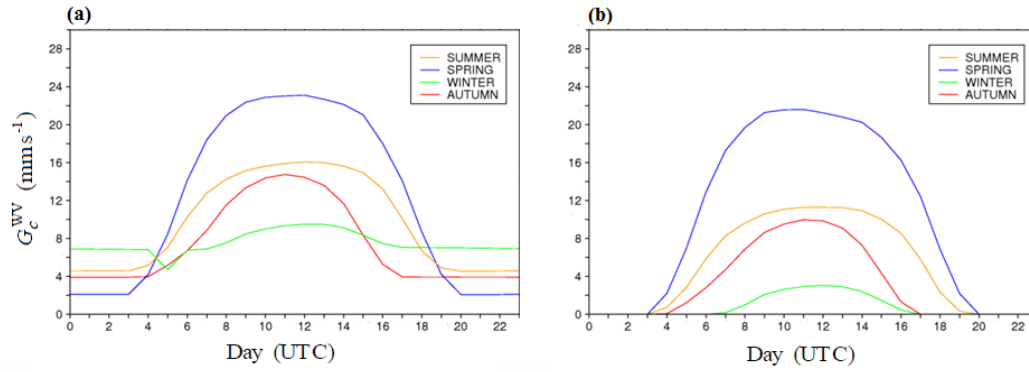 (a)
(b)
28
24
20
16
12
8
4
0
SUMMER
SPRING
WINTER
AUTUMN
28
24
20
16
12
8
4
0
SUMMER
SPRING
WINTER
AUTUMN
G_c^WV (mm s^-1)
0 2 4 6 8 10 12 14 16 18 20 22
0 2 4 6 8 10 12 14 16 18 20 22
Day (UTC)
Day (UTC)